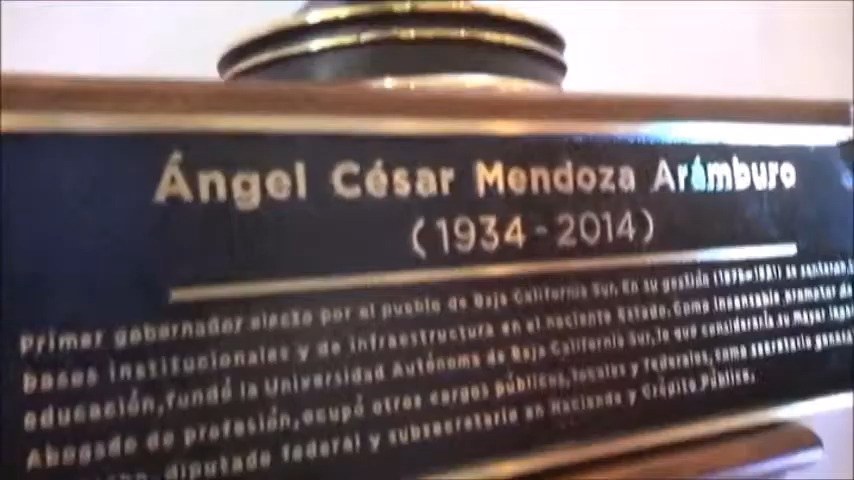 Ángel César Mendoza Arámburo
(1934-2014)
Primer gobernador electo por el pueblo de Baja California Sur. En su gestión (1975-1981) se sentaron
bases institucionales y de infraestructura en el naciente Estado. Como incansable promotor de
educación, fundó la Universidad Autónoma de Baja California Sur, lo que consideraría su mayor
Abogado de profesión, ocupó otros cargos públicos, locales y federales, como secretario general
diputado federal y subsecretario en Hacienda y Crédito Público.